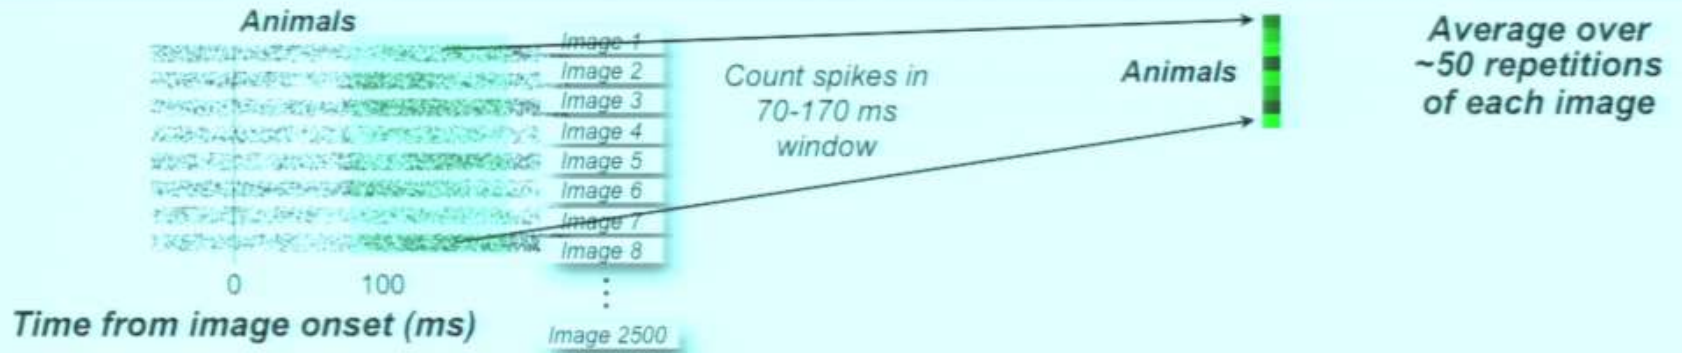 Animals
Image 1
Image 2
Image 3
Image 4
Image 5
Image 6
Image 7
Image 8
Image 2500
0
100
Time from image onset (ms)
Count spikes in
70-170 ms
window
Animals
Average over
~50 repetitions
of each image